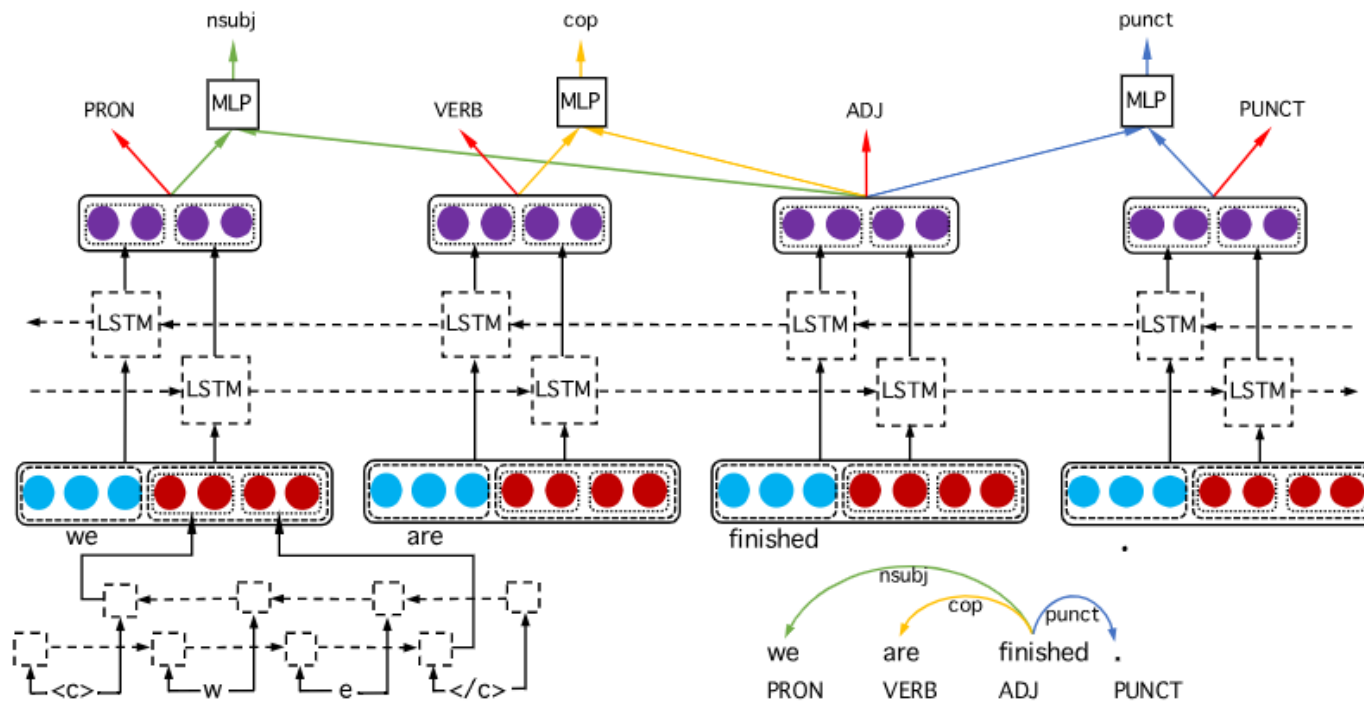 nsubj cop punct
MLP MLP MLP
PRON VERB ADJ PUNCT
LSTM LSTM LSTM LSTM
LSTM LSTM LSTM LSTM
we are finished .
nsubj
cop punct
we are finished .
<c> w e </c>
PRON VERB ADJ PUNCT